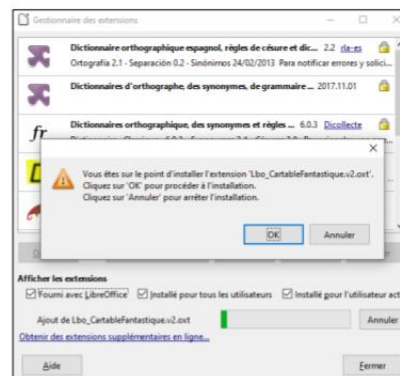 Gestionnaire des extensions
Dictionnaire orthographique espagnol, règles de césure et dic... 2.2 rla-es
Ortografía 2.1 - Separación 0.2 - Sinónimos 24/02/2013 Para notificar errores y solici...
Dictionnaires d'orthographe, des synonymes, de grammaire ... 2017.11.01
fr Dictionnaires orthographique, des synonymes et règles ... 6.0.3 Dicollecte
Vous êtes sur le point d'installer l'extension 'Lbo_CartableFantastique.v2.oxt'.
Cliquez sur 'OK' pour procéder à l'installation.
Cliquez sur 'Annuler' pour arrêter l'installation.
OK Annuler
Afficher les extensions
Fourni avec LibreOffice Installé pour tous les utilisateurs Installé pour l'utilisateur act
Ajout de Lbo_CartableFantastique.v2.oxt Annuler
Obtenir des extensions supplémentaires en ligne...
Aide Fermer